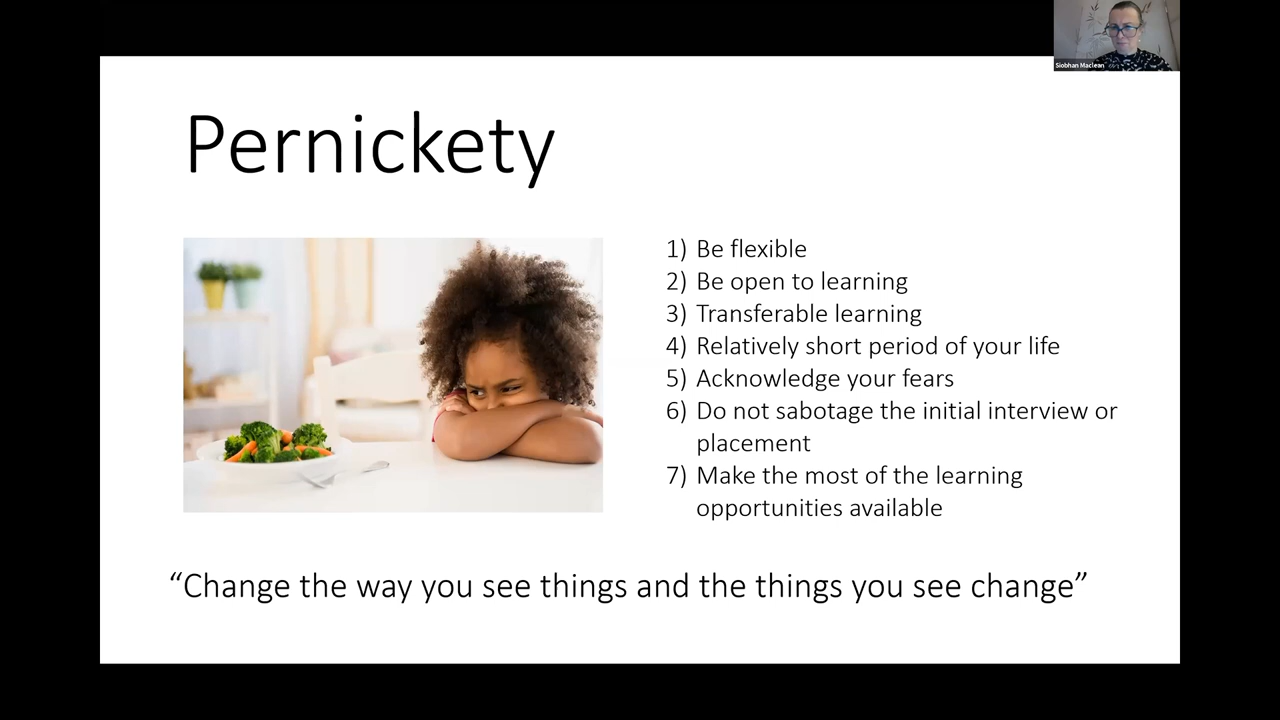 Siobhan Maclean
Pernickety
1) Be flexible
2) Be open to learning
3) Transferable learning
4) Relatively short period of your life
5) Acknowledge your fears
6) Do not sabotage the initial interview or
placement
7) Make the most of the learning
opportunities available
“Change the way you see things and the things you see change”